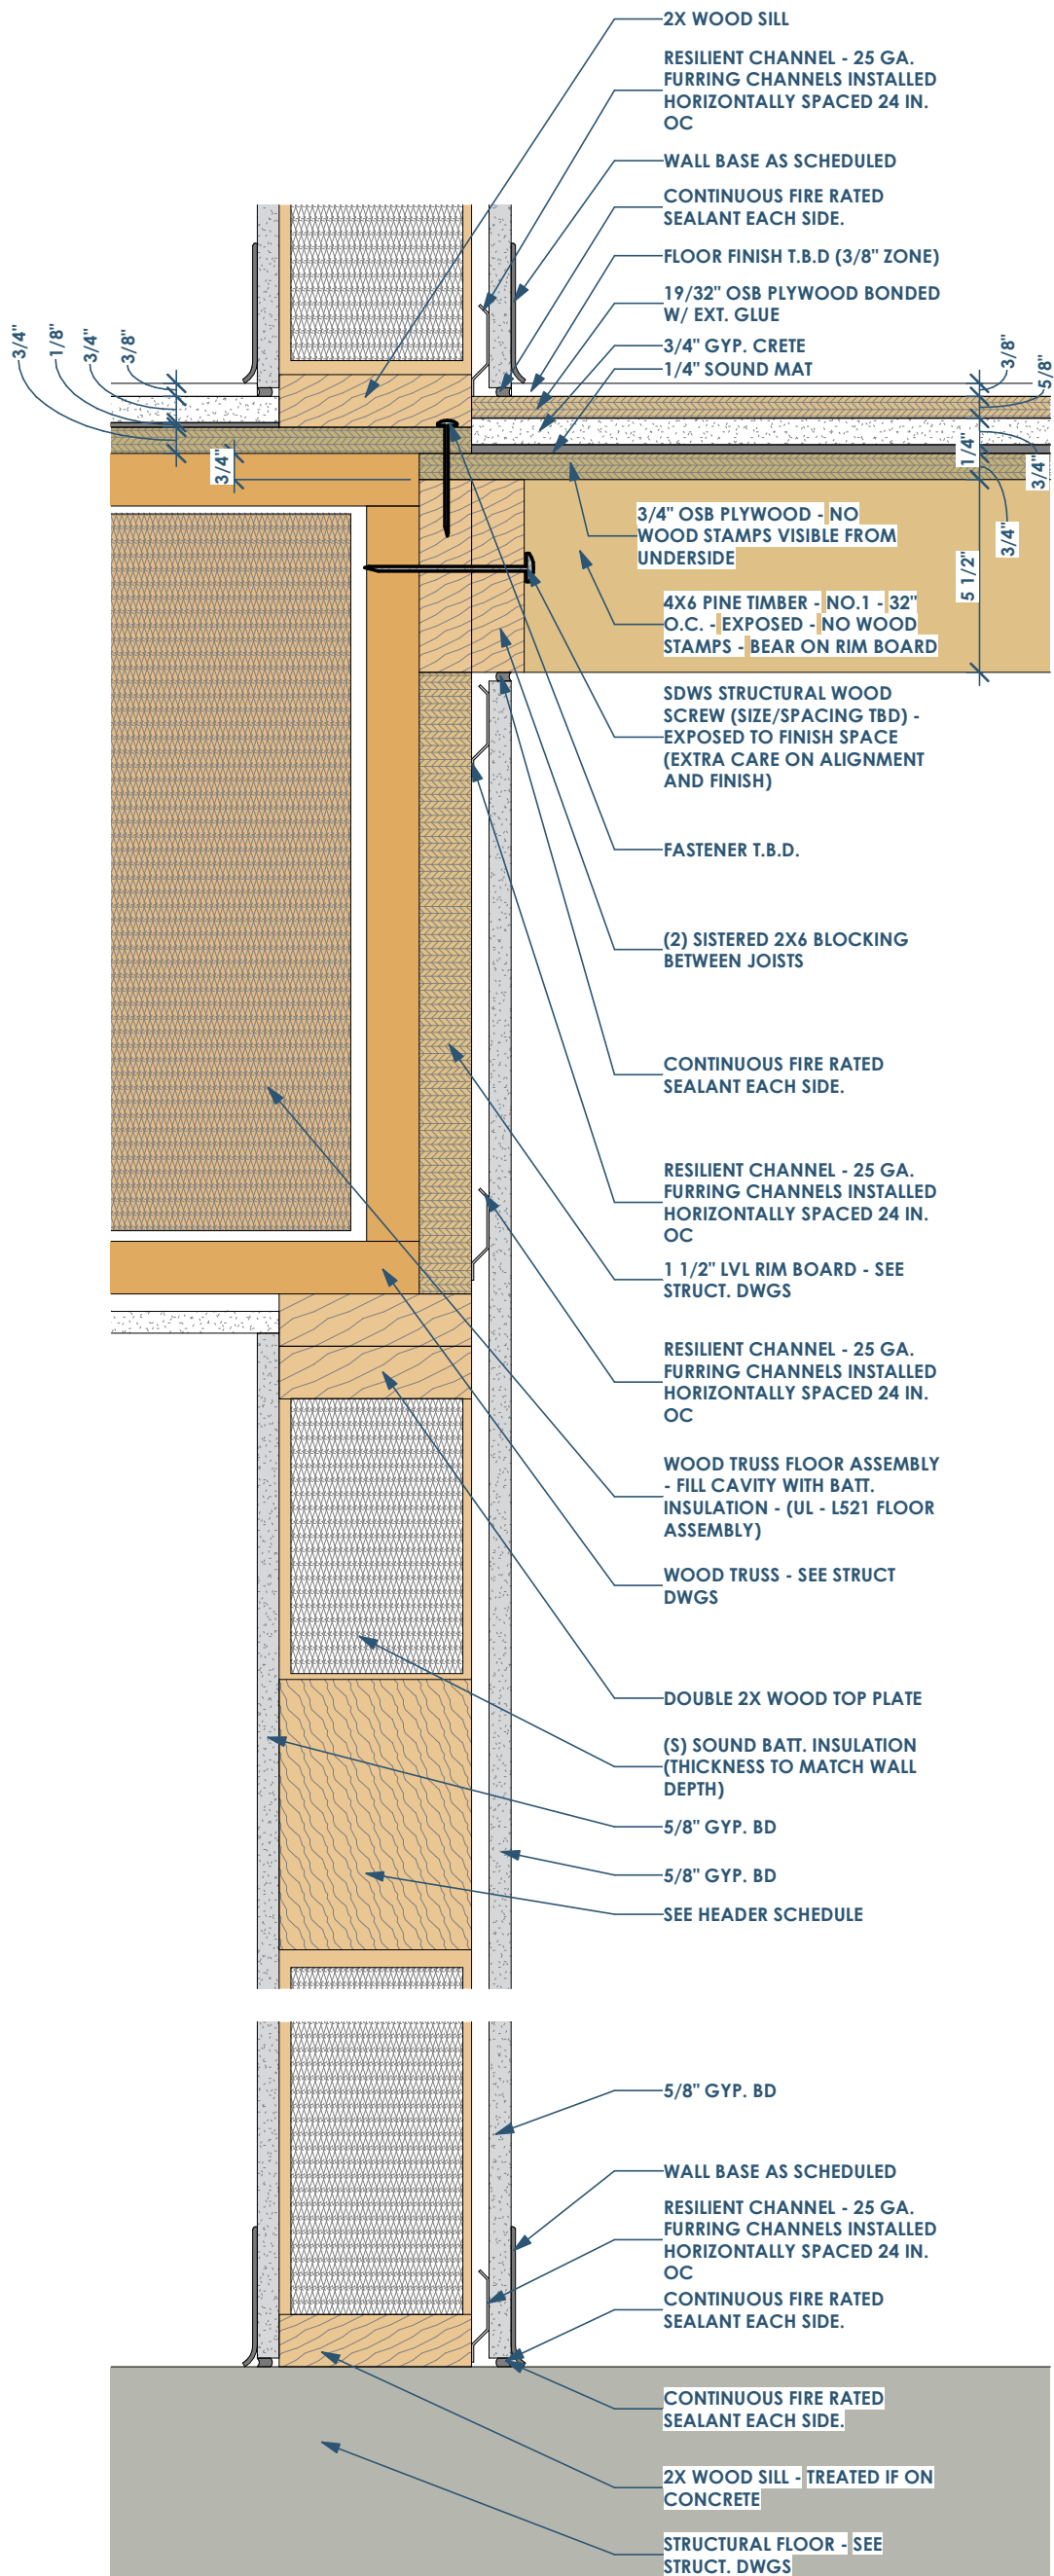 2X WOOD SILL
RESILIENT CHANNEL - 25 GA.
FURRING CHANNELS INSTALLED
HORIZONTALLY SPACED 24 IN.
OC
WALL BASE AS SCHEDULED
CONTINUOUS FIRE RATED
SEALANT EACH SIDE.
FLOOR FINISH T.B.D (3/8" ZONE)
19/32" OSB PLYWOOD BONDED
W/ EXT. GLUE
3/4" GYP. CRETE
1/4" SOUND MAT
3/4"
1/8"
3/4"
3/8"
3/4"
3/8"
5/8"
1/4"
3/4"
3/4"
5 1/2"
3/4" OSB PLYWOOD - NO
WOOD STAMPS VISIBLE FROM
UNDERSIDE
4X6 PINE TIMBER - NO.1 - 32"
O.C. - EXPOSED - NO WOOD
STAMPS - BEAR ON RIM BOARD
SDWS STRUCTURAL WOOD
SCREW (SIZE/SPACING TBD) -
EXPOSED TO FINISH SPACE
(EXTRA CARE ON ALIGNMENT
AND FINISH)
FASTENER T.B.D.
(2) SISTERED 2X6 BLOCKING
BETWEEN JOISTS
CONTINUOUS FIRE RATED
SEALANT EACH SIDE.
RESILIENT CHANNEL - 25 GA.
FURRING CHANNELS INSTALLED
HORIZONTALLY SPACED 24 IN.
OC
1 1/2" LVL RIM BOARD - SEE
STRUCT. DWGS
RESILIENT CHANNEL - 25 GA.
FURRING CHANNELS INSTALLED
HORIZONTALLY SPACED 24 IN.
OC
WOOD TRUSS FLOOR ASSEMBLY
- FILL CAVITY WITH BATT.
INSULATION - (UL - L521 FLOOR
ASSEMBLY)
WOOD TRUSS - SEE STRUCT
DWGS
DOUBLE 2X WOOD TOP PLATE
(S) SOUND BATT. INSULATION
(THICKNESS TO MATCH WALL
DEPTH)
5/8" GYP. BD
5/8" GYP. BD
SEE HEADER SCHEDULE
5/8" GYP. BD
WALL BASE AS SCHEDULED
RESILIENT CHANNEL - 25 GA.
FURRING CHANNELS INSTALLED
HORIZONTALLY SPACED 24 IN.
OC
CONTINUOUS FIRE RATED
SEALANT EACH SIDE.
CONTINUOUS FIRE RATED
SEALANT EACH SIDE.
2X WOOD SILL - TREATED IF ON
CONCRETE
STRUCTURAL FLOOR - SEE
STRUCT. DWGS